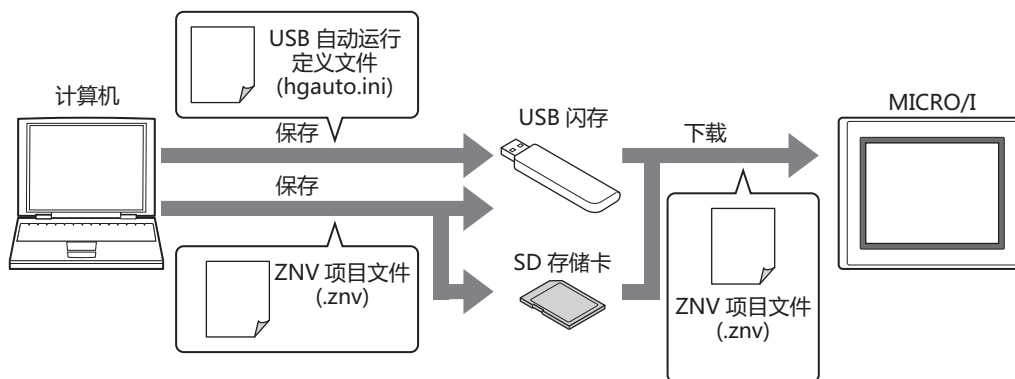 USB 自动运行
定义文件
(hgauto.ini)
计算机
MICRO/I
USB 闪存
保存
下载
保存
SD 存储卡
ZNV 项目文件
(.znv)
ZNV 项目文件
(.znv)